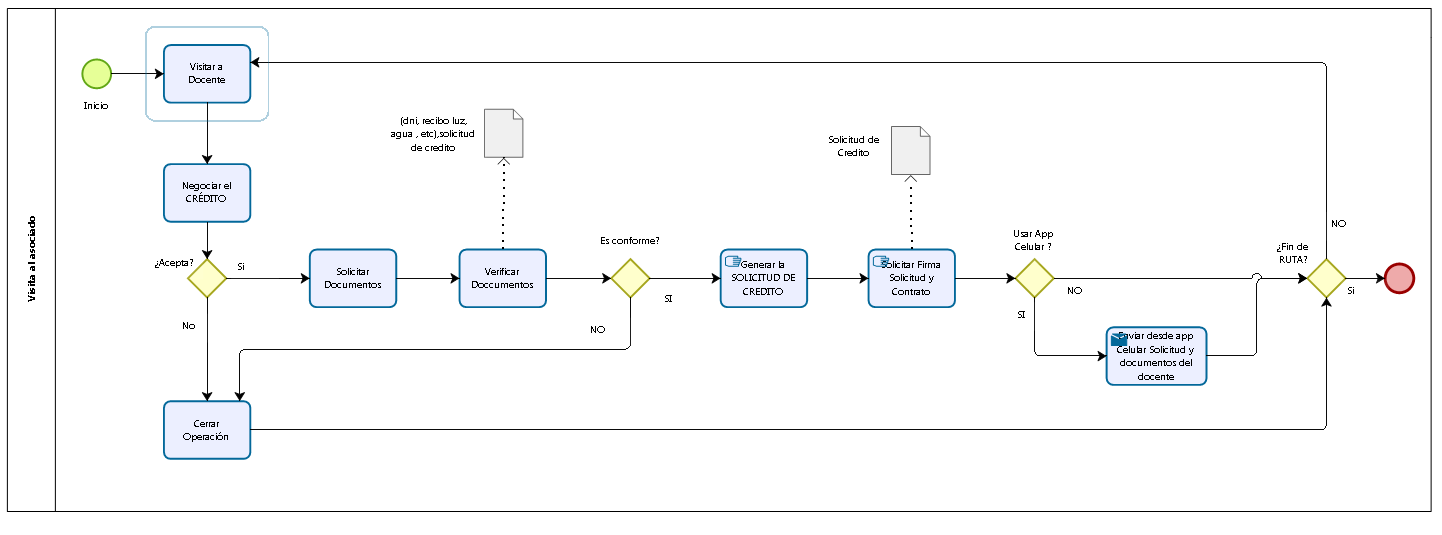 Visita al asociado
Inicio
Visitar a
Docente
Negociar el
CRÉDITO
¿Acepta?
Si
No
Solicitar
Documentos
(dni, recibo luz,
agua , etc),solicitud
de credito
Verificar
Doccumentos
Es conforme?
SI
NO
Cerrar
Operación
Generar la
SOLICITUD DE
CREDITO
Solicitud de
Credito
Solicitar Firma
Solicitud y
Contrato
Usar App
Celular ?
NO
SI
Enviar desde app
Celular Solicitud y
documentos del
docente
¿Fin de
RUTA?
NO
Si